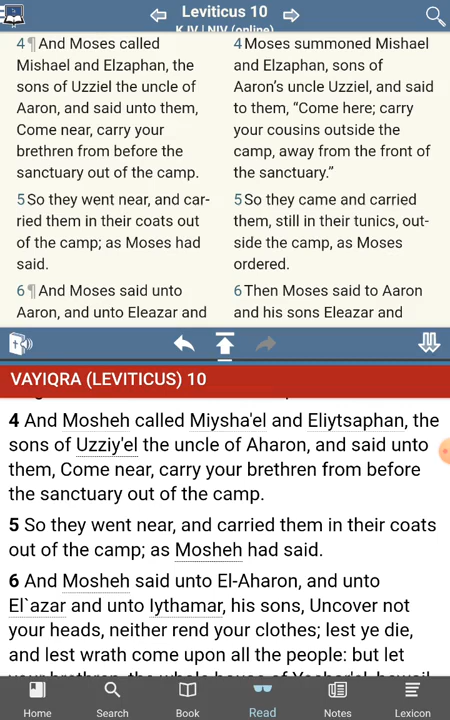 Leviticus 10
KJV | NIV (online)
4 ¶ And Moses called
Mishael and Elzaphan, the
sons of Uzziel the uncle of
Aaron, and said unto them,
Come near, carry your
brethren from before the
sanctuary out of the camp.
5 So they went near, and car-
ried them in their coats out
of the camp; as Moses had
said.
6 ¶ And Moses said unto
Aaron, and unto Eleazar and
4 Moses summoned Mishael
and Elzaphan, sons of
Aaron’s uncle Uzziel, and said
to them, “Come here; carry
your cousins outside the
camp, away from the front of
the sanctuary.”
5 So they came and carried
them, still in their tunics, out-
side the camp, as Moses
ordered.
6 Then Moses said to Aaron
and his sons Eleazar and
VAYIQRA (LEVITICUS) 10
4 And Mosheh called Miysha'el and Eliytsaphan, the
sons of Uzziy'el the uncle of Aharon, and said unto
them, Come near, carry your brethren from before
the sanctuary out of the camp.
5 So they went near, and carried them in their coats
out of the camp; as Mosheh had said.
6 And Mosheh said unto El-Aharon, and unto
El`azar and unto Iythamar, his sons, Uncover not
your heads, neither rend your clothes; lest ye die,
and lest wrath come upon all the people: but let
Home
Search
Book
Read
Notes
Lexicon